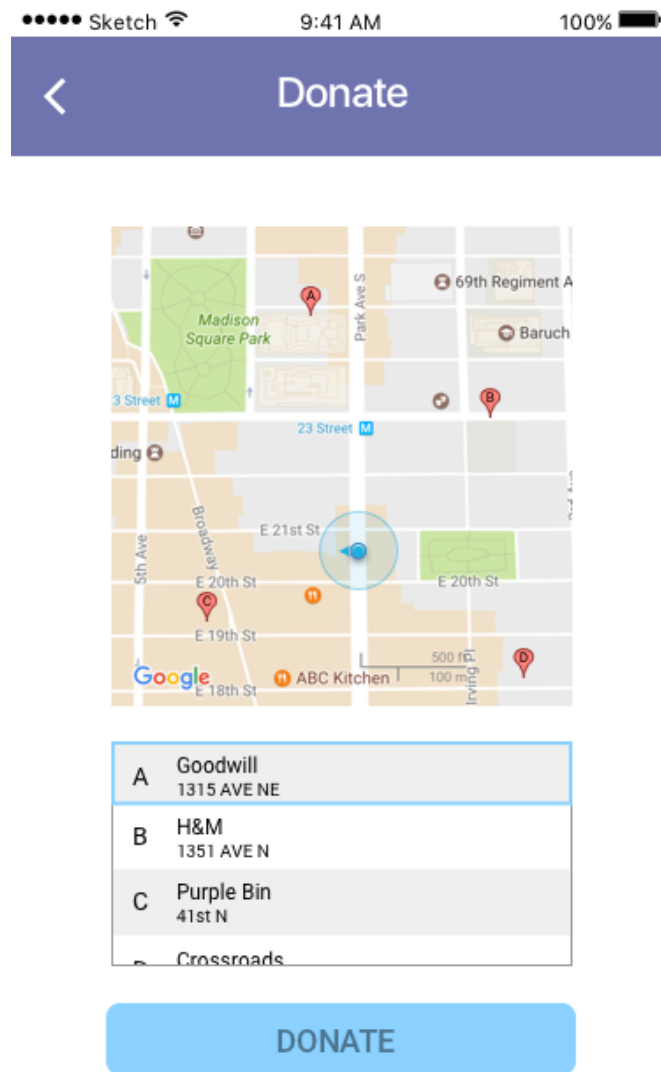 Sketch 9:41 AM 100%
Donate
A
69th Regiment A
Park Ave S
Madison
Square Park
Baruch
B
3 Street M
23 Street M
ding
Broadway
E 21st St
5th Ave
3rd Ave
E 20th St
E 20th St
C
E 19th St
500 ft
D
Irving Pl
Google
ABC Kitchen
100 m
E 18th St
A Goodwill
1315 AVE NE
B H&M
1351 AVE N
C Purple Bin
41st N
D Crossroads
DONATE